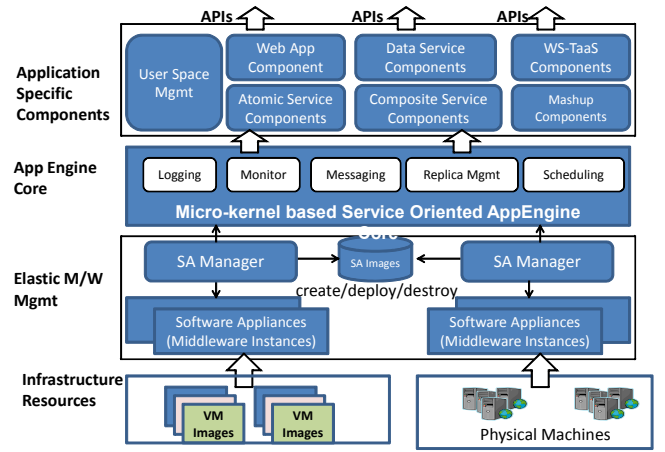 APIs
APIs
APIs
Application
Specific
Components
User Space
Mgmt
Web App
Component
Data Service
Components
WS-TaaS
Components
Atomic Service
Components
Composite Service
Components
Mashup
Components
App Engine
Core
Logging
Monitor
Messaging
Replica Mgmt
Scheduling
Micro-kernel based Service Oriented AppEngine
Core
Elastic M/W
Mgmt
SA Manager
SA Images
SA Manager
create/deploy/destroy
Software Appliances
(Middleware Instances)
Software Appliances
(Middleware Instances)
Infrastructure
Resources
VM
Images
VM
Images
Physical Machines